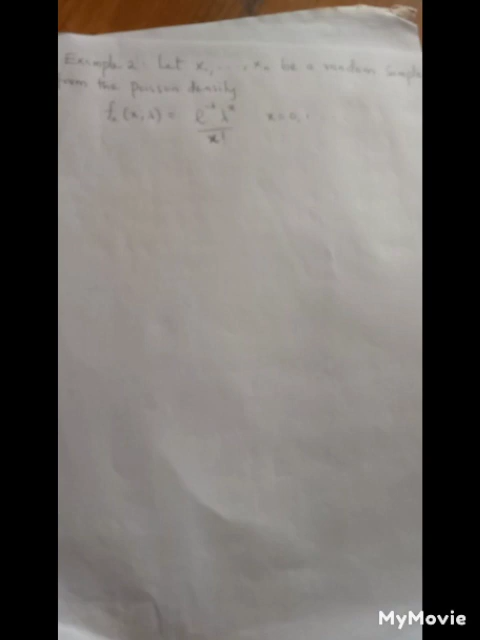 Example 2. Let x₁, ..., xₙ be a random sample
from the poisson density
f (x, λ) = e^-λ λ^x / x! x = 0, 1
MyMovie